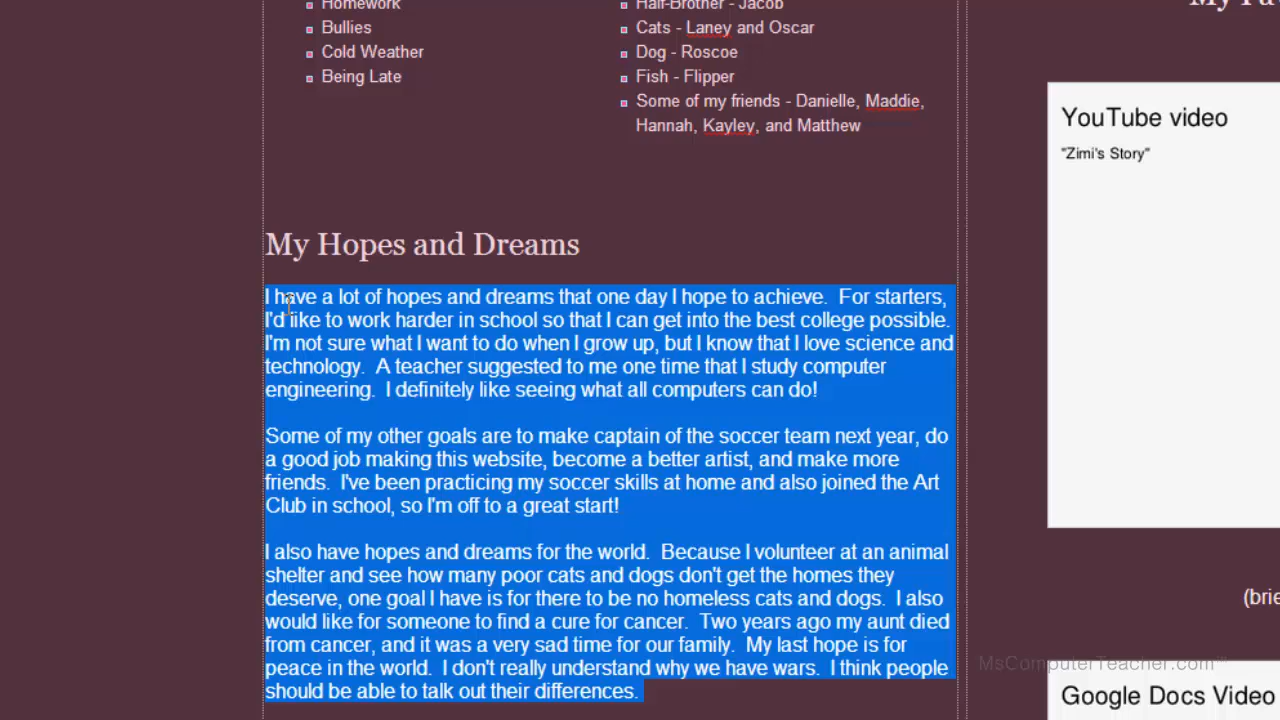 Homework
Bullies
Cold Weather
Being Late
Half-Brother - Jacob
Cats - Laney and Oscar
Dog - Roscoe
Fish - Flipper
Some of my friends - Danielle, Maddie,
Hannah, Kayley, and Matthew
My Hopes and Dreams
I have a lot of hopes and dreams that one day I hope to achieve.  For starters,
I'd like to work harder in school so that I can get into the best college possible.
I'm not sure what I want to do when I grow up, but I know that I love science and
technology.  A teacher suggested to me one time that I study computer
engineering.  I definitely like seeing what all computers can do!
Some of my other goals are to make captain of the soccer team next year, do
a good job making this website, become a better artist, and make more
friends.  I've been practicing my soccer skills at home and also joined the Art
Club in school, so I'm off to a great start!
I also have hopes and dreams for the world.  Because I volunteer at an animal
shelter and see how many poor cats and dogs don't get the homes they
deserve, one goal I have is for there to be no homeless cats and dogs.  I also
would like for someone to find a cure for cancer.  Two years ago my aunt died
from cancer, and it was a very sad time for our family.  My last hope is for
peace in the world.  I don't really understand why we have wars.  I think people
should be able to talk out their differences.
My
YouTube video
"Zimi's Story"
(brie
MsComputerTeacher.com™
Google Docs Video